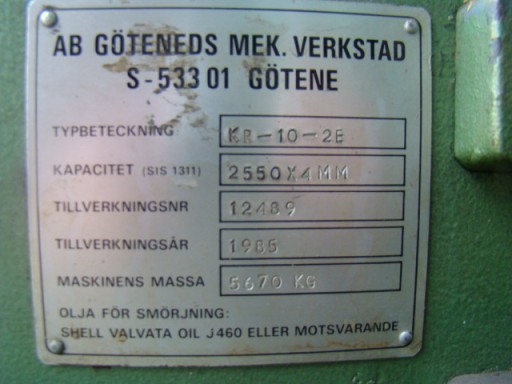 AB GÖTENEDS MEK. VERKSTAD
S-533 01 GÖTENE
TYPBETECKNING KR-10-2E
KAPACITET (SIS 1311) 2550X4MM
TILLVERKNINGSNR 12489
TILLVERKNINGSÅR 1985
MASKINENS MASSA 5670 KG
OLJA FÖR SMÖRJNING:
SHELL VALVATA OIL J460 ELLER MOTSVARANDE